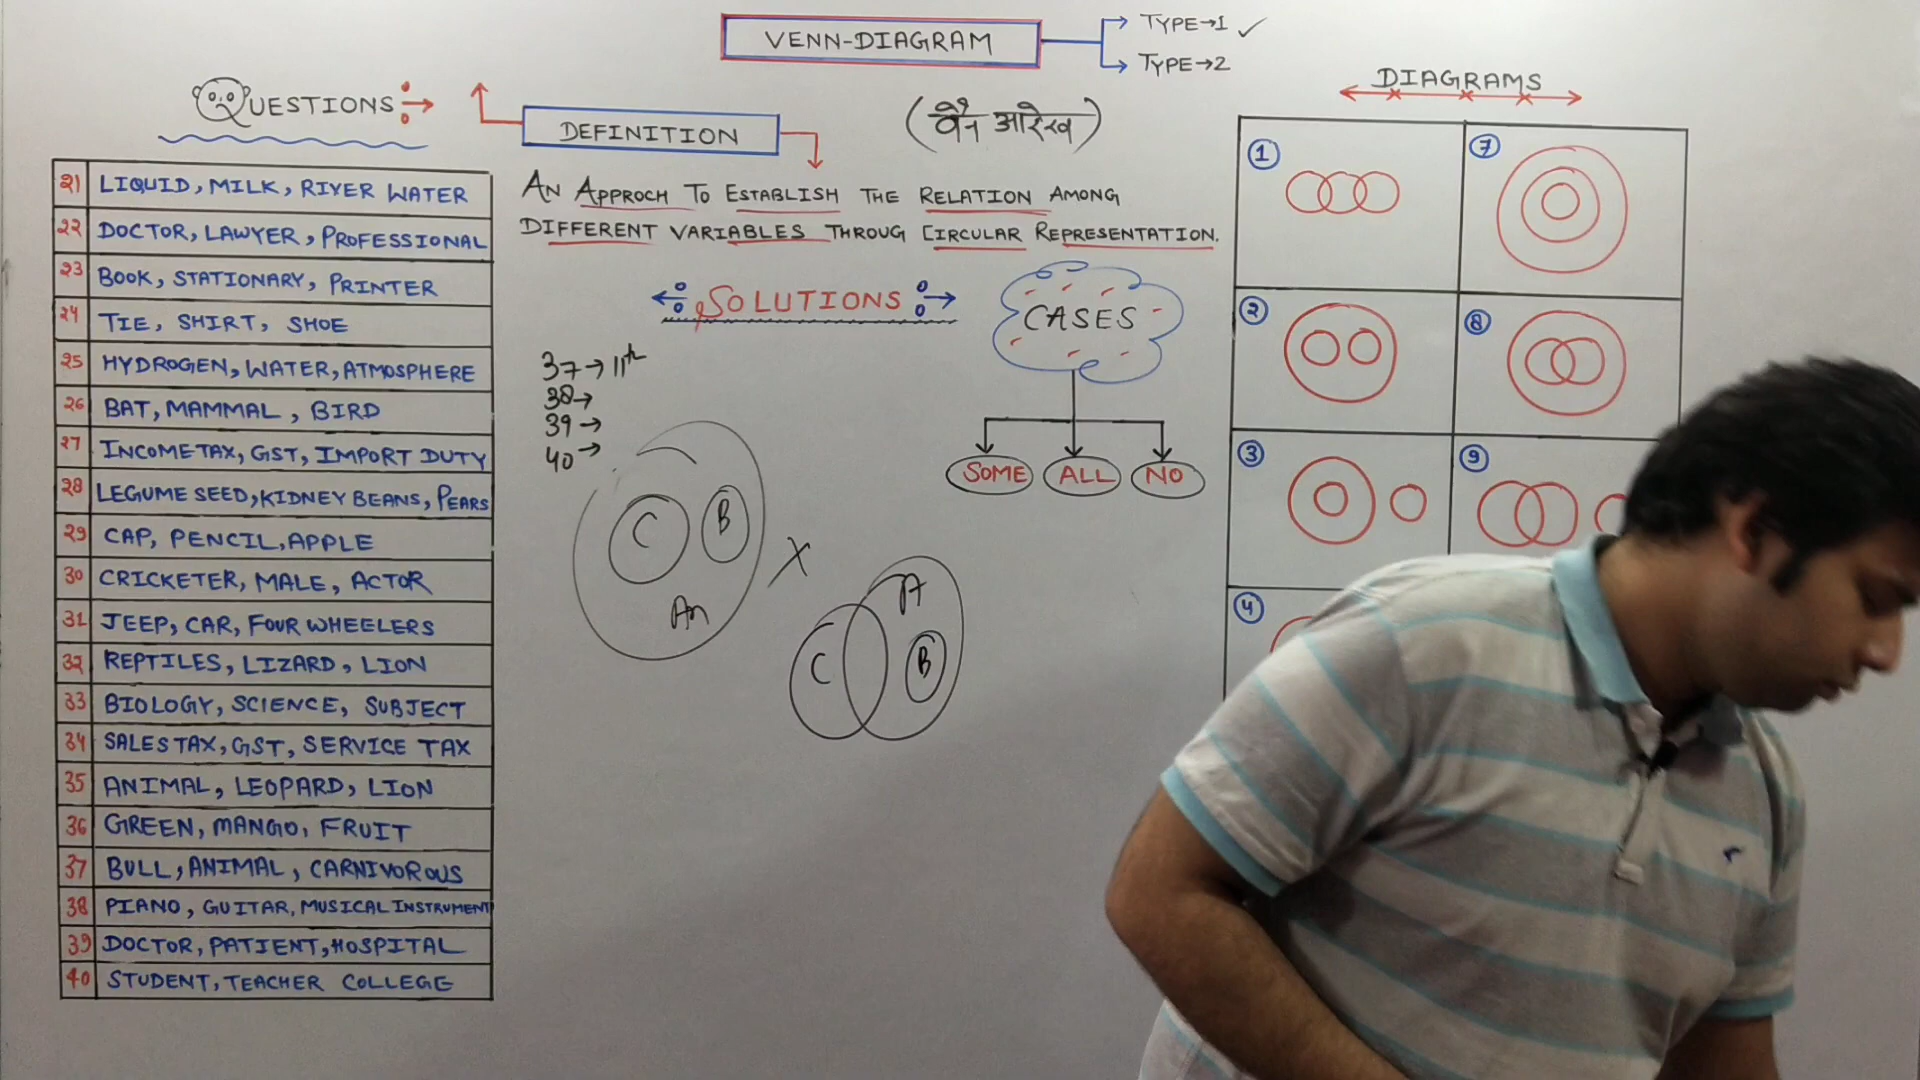 VENN-DIAGRAM
TYPE→1 ✓
TYPE→2
(वेन आरेख)
QUESTIONS
DEFINITION
AN APPROCH TO ESTABLISH THE RELATION AMONG
DIFFERENT VARIABLES THROUG CIRCULAR REPRESENTATION.
21 LIQUID, MILK, RIVER WATER
22 DOCTOR, LAWYER, PROFESSIONAL
23 BOOK, STATIONARY, PRINTER
24 TIE, SHIRT, SHOE
25 HYDROGEN, WATER, ATMOSPHERE
26 BAT, MAMMAL, BIRD
27 INCOME TAX, GST, IMPORT DUTY
28 LEGUME SEED, KIDNEY BEANS, PEARS
29 CAP, PENCIL, APPLE
30 CRICKETER, MALE, ACTOR
31 JEEP, CAR, FOUR WHEELERS
32 REPTILES, LIZARD, LION
33 BIOLOGY, SCIENCE, SUBJECT
34 SALES TAX, GST, SERVICE TAX
35 ANIMAL, LEOPARD, LION
36 GREEN, MANGO, FRUIT
37 BULL, ANIMAL, CARNIVOROUS
38 PIANO, GUITAR, MUSICAL INSTRUMENT
39 DOCTOR, PATIENT, HOSPITAL
40 STUDENT, TEACHER COLLEGE
SOLUTIONS
37→11th
38→
39→
40→
C B
An
X
A
C B
CASES
SOME ALL NO
DIAGRAMS
1 7
2 8
3 9
4